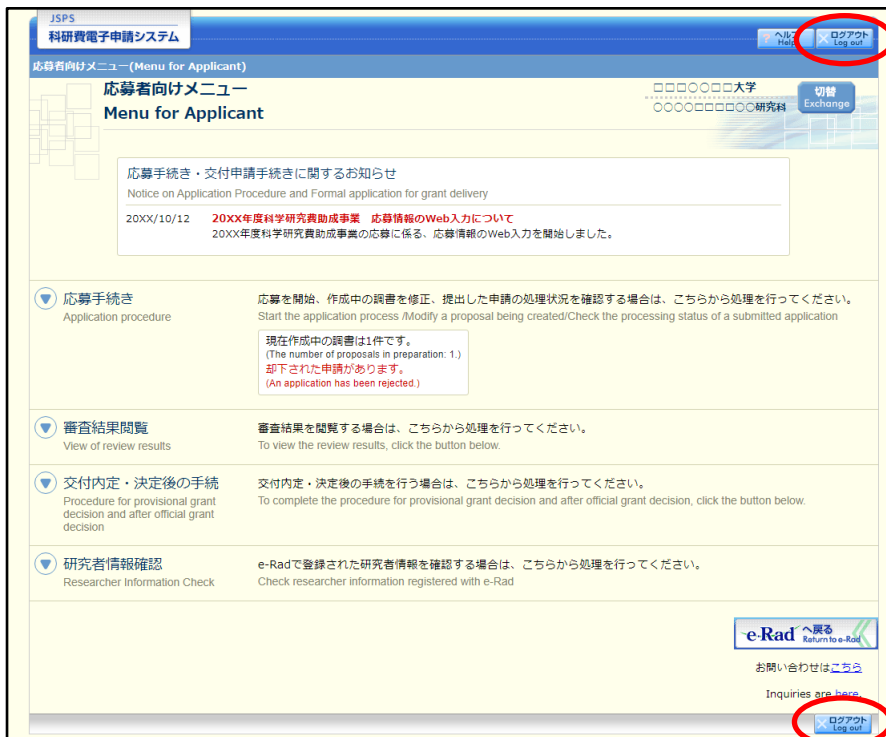 JSPS
科研費電子申請システム
? ヘルプ
Help
ログアウト
Log out
応募者向けメニュー(Menu for Applicant)
応募者向けメニュー
Menu for Applicant
□□□○○□□大学
○○○○□□□□○○研究科
切替
Exchange
応募手続き・交付申請手続きに関するお知らせ
Notice on Application Procedure and Formal application for grant delivery
20XX/10/12 20XX年度科学研究費助成事業 応募情報のWeb入力について
20XX年度科学研究費助成事業の応募に係る、応募情報のWeb入力を開始しました。
応募手続き
Application procedure
応募を開始、作成中の調書を修正、提出した申請の処理状況を確認する場合は、こちらから処理を行ってください。
Start the application process /Modify a proposal being created/Check the processing status of a submitted application
現在作成中の調書は1件です。
(The number of proposals in preparation: 1.)
却下された申請があります。
(An application has been rejected.)
審査結果閲覧
View of review results
審査結果を閲覧する場合は、こちらから処理を行ってください。
To view the review results, click the button below.
交付内定・決定後の手続
Procedure for provisional grant
decision and after official grant
decision
交付内定・決定後の手続を行う場合は、こちらから処理を行ってください。
To complete the procedure for provisional grant decision and after official grant decision, click the button below.
研究者情報確認
Researcher Information Check
e-Radで登録された研究者情報を確認する場合は、こちらから処理を行ってください。
Check researcher information registered with e-Rad
e-Rad へ戻る
Return to e-Rad
お問い合わせはこちら
Inquiries are here.
ログアウト
Log out